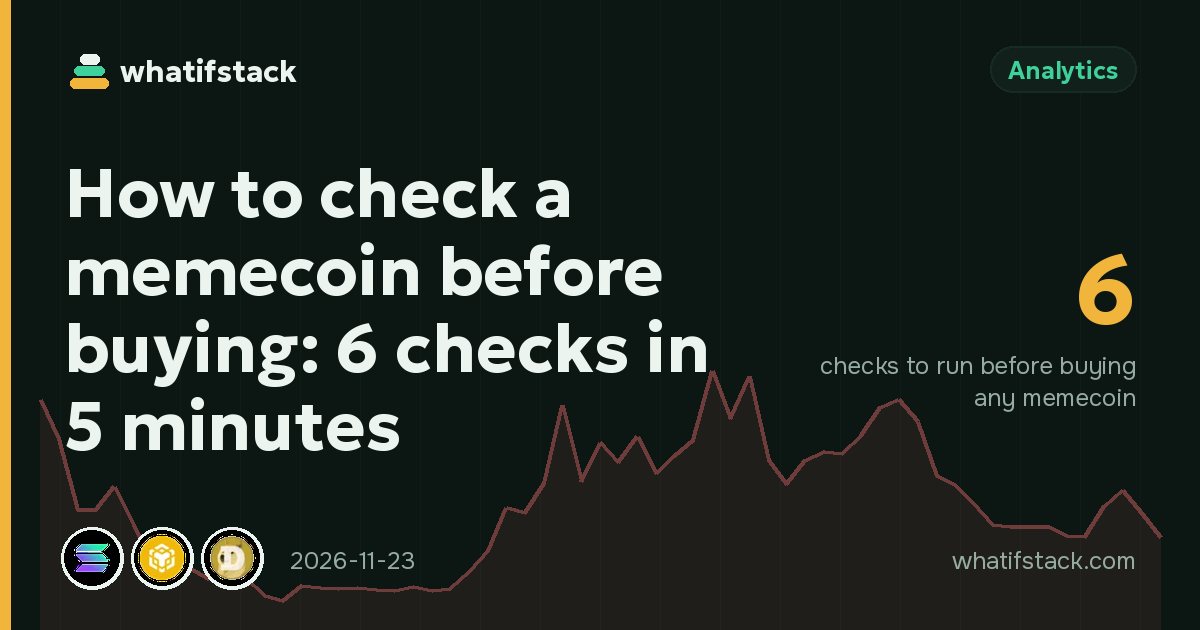 whatifstack
Analytics
How to check a
memecoin before
buying: 6 checks in
5 minutes
6
checks to run before buying
any memecoin
2026-11-23
whatifstack.com